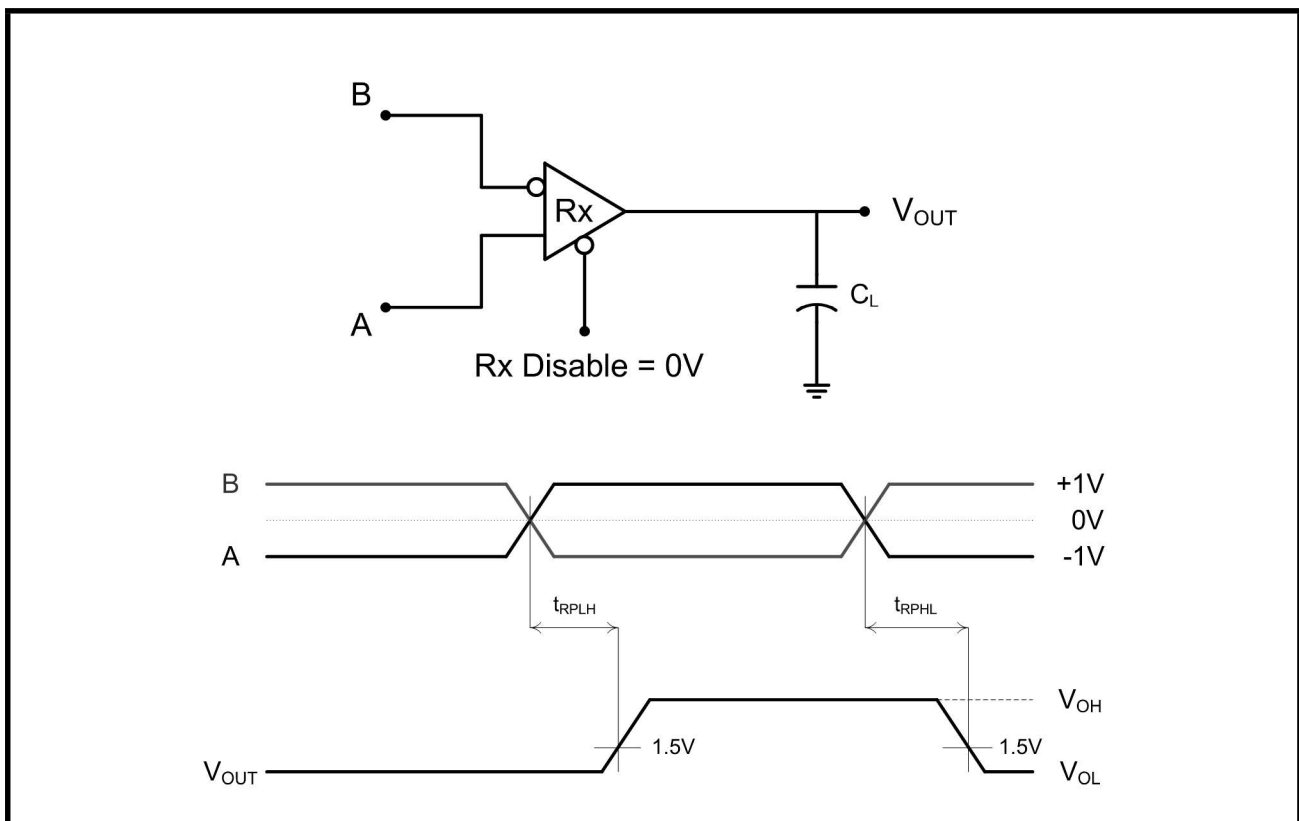 B
Rx
V_OUT
C_L
A
Rx Disable = 0V
B +1V
0V
A -1V
t_RPLH t_RPHL
V_OH
1.5V 1.5V
V_OUT V_OL